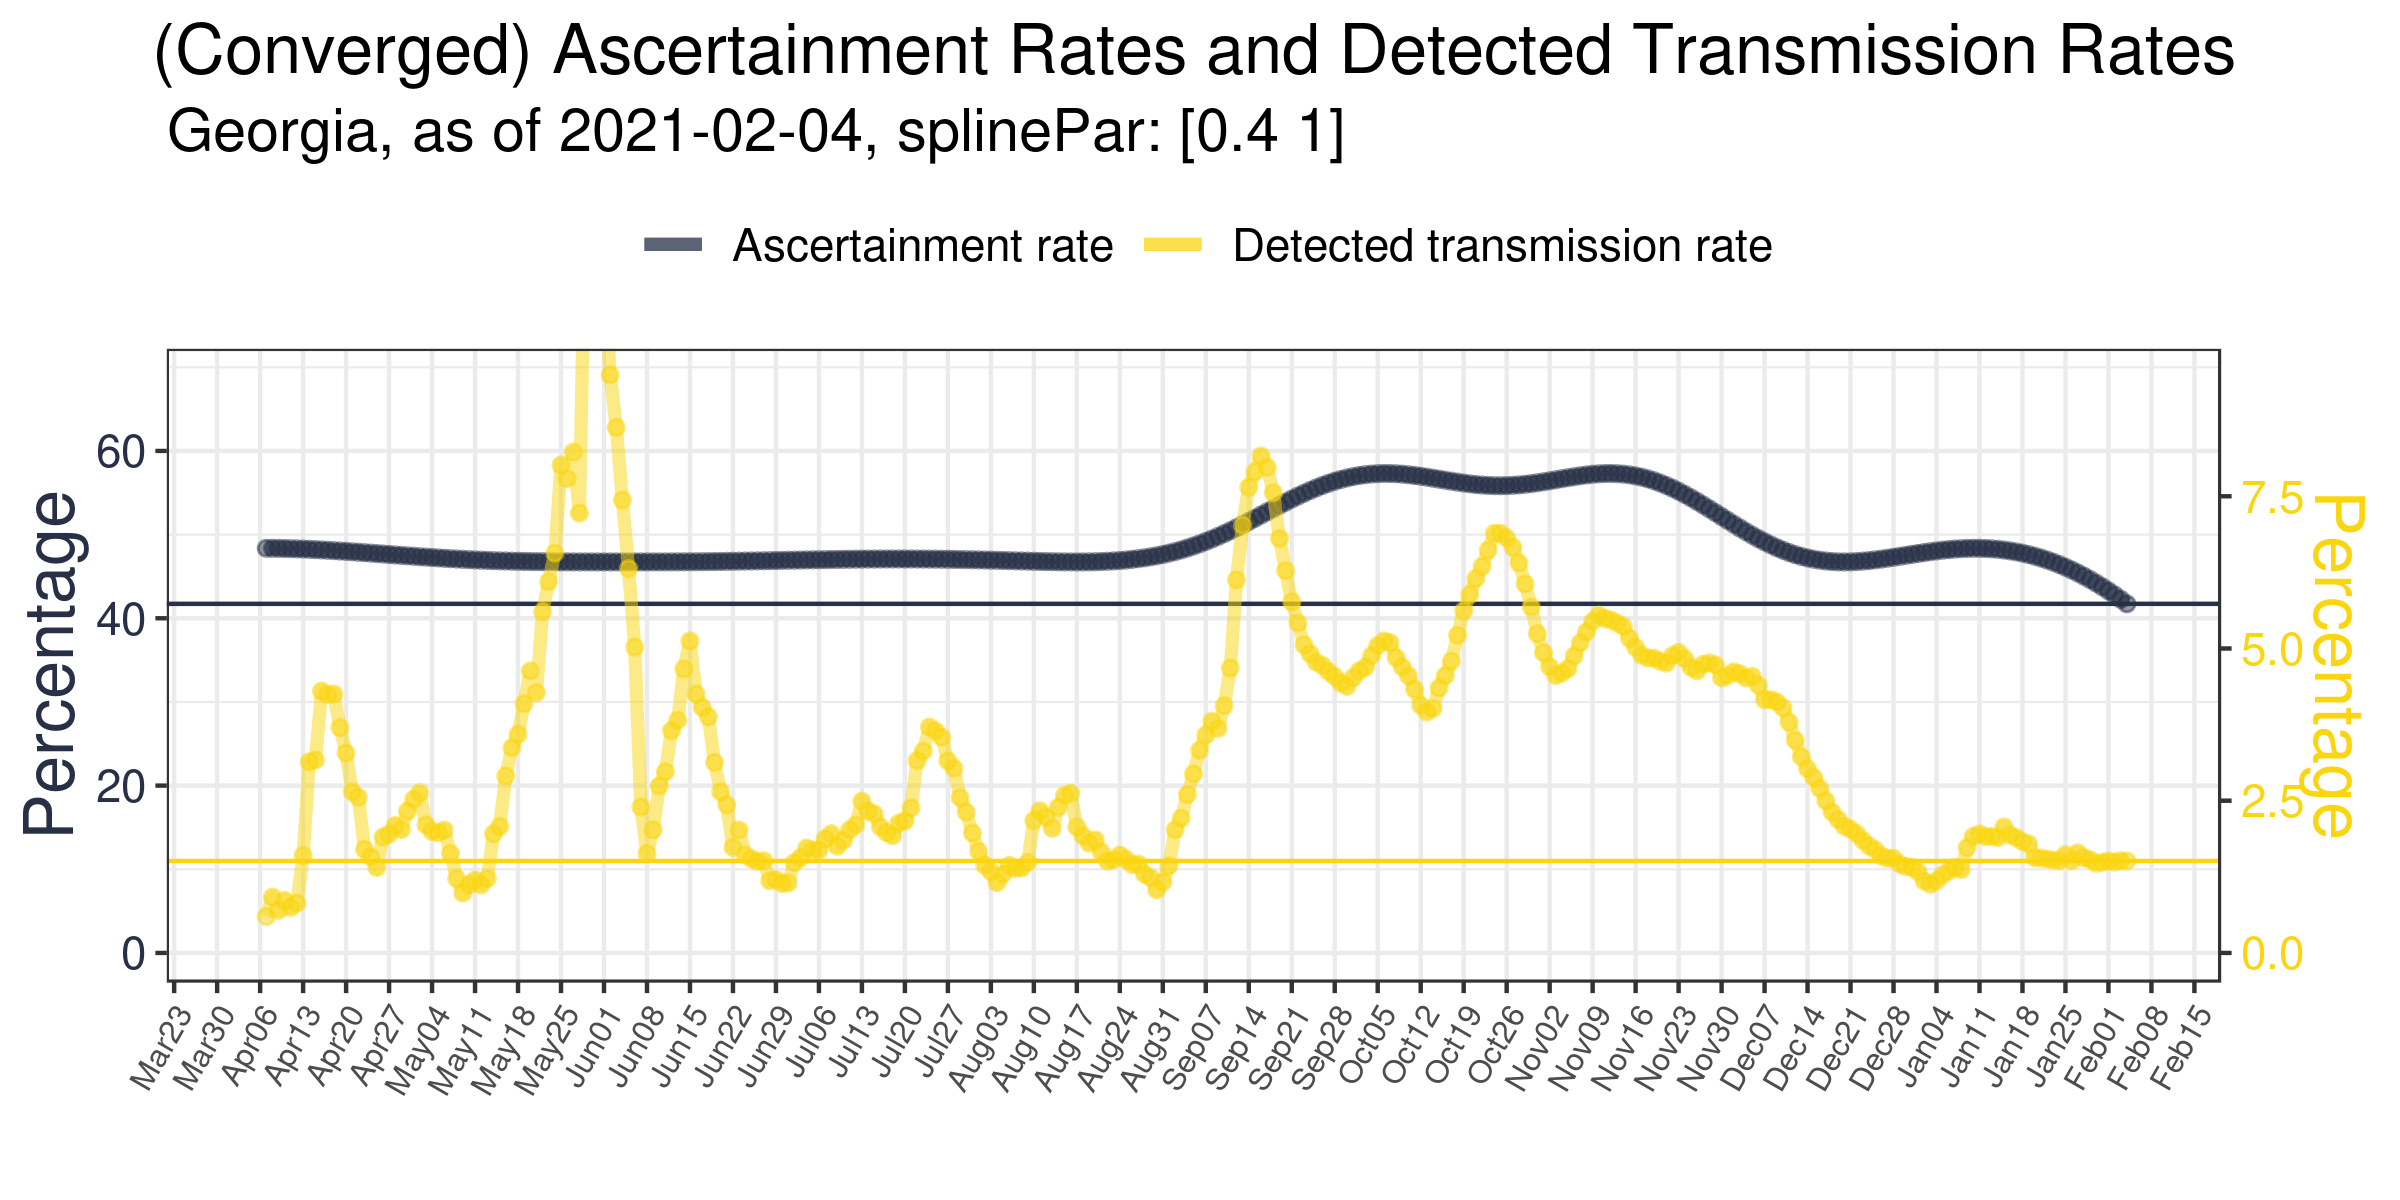 (Converged) Ascertainment Rates and Detected Transmission Rates
Georgia, as of 2021-02-04, splinePar: [0.4 1]
Ascertainment rate
Detected transmission rate
Percentage
60
40
20
0
7.5
5.0
2.5
0.0
Percentage
Mar23
Mar30
Apr06
Apr13
Apr20
Apr27
May04
May11
May18
May25
Jun01
Jun08
Jun15
Jun22
Jun29
Jul06
Jul13
Jul20
Jul27
Aug03
Aug10
Aug17
Aug24
Aug31
Sep07
Sep14
Sep21
Sep28
Oct05
Oct12
Oct19
Oct26
Nov02
Nov09
Nov16
Nov23
Nov30
Dec07
Dec14
Dec21
Dec28
Jan04
Jan11
Jan18
Jan25
Feb01
Feb08
Feb15